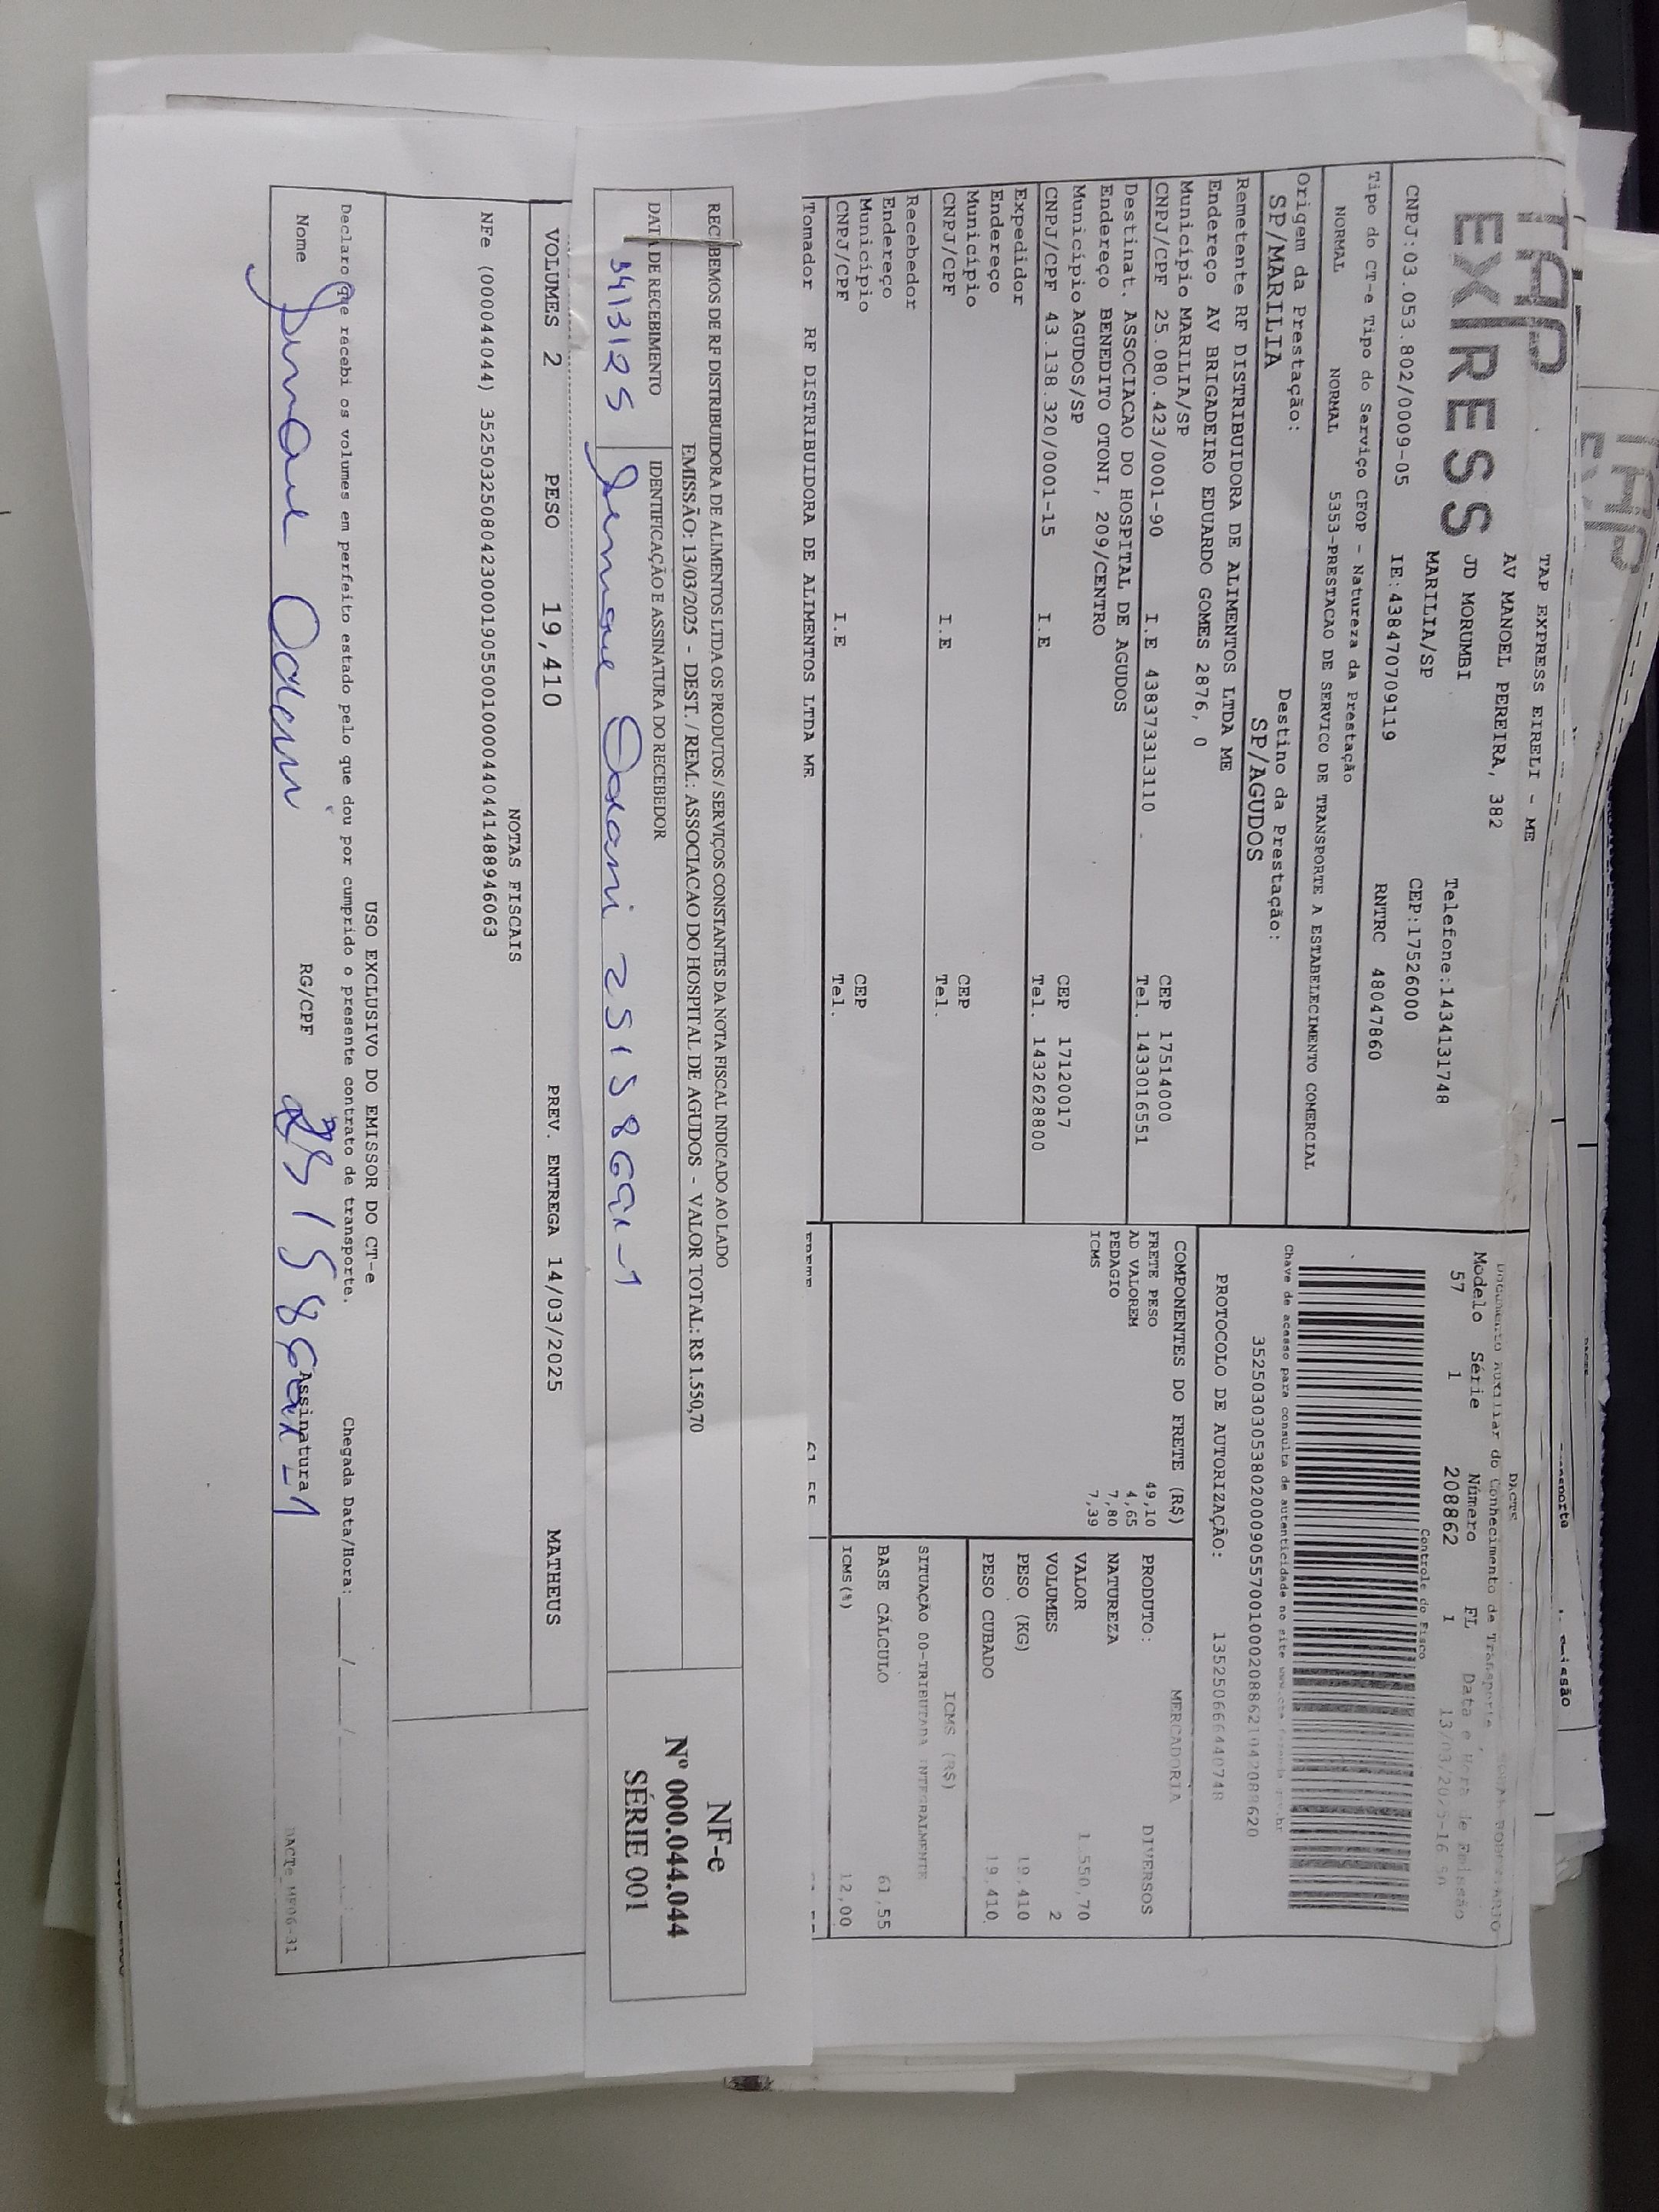 TAP
EXPRESS
TAP EXPRESS EIRELI - ME
AV MANOEL PEREIRA, 382
JD MORUMBI
Telefone:1434131748
MARILIA/SP
CEP:17526000
CNPJ:03.053.802/0009-05
IE:438470709119
RNTRC 48047860
Tipo do CT-e Tipo do Serviço CFOP - Natureza da Prestação
NORMAL NORMAL 5353-PRESTACAO DE SERVICO DE TRANSPORTE A ESTABELECIMENTO COMERCIAL
Origem da Prestação:
SP/MARILIA
Destino da Prestação:
SP/AGUDOS
DACTE
Documento Auxiliar do Conhecimento de Transporte
Modelo Série Número FL Data e Hora de Emissão
57 1 208862 1 13/03/2025-16
Controle do Fisco
Chave de acesso para consulta de autenticidade no site
PROTOCOLO DE AUTORIZAÇÃO:
Remetente RF DISTRIBUIDORA DE ALIMENTOS LTDA ME
Endereço AV BRIGADEIRO EDUARDO GOMES 2876, 0
Município MARILIA/SP CEP 17514000
CNPJ/CPF 25.080.423/0001-90 I.E 438373313110 Tel. 1433016551
Destinat. ASSOCIACAO DO HOSPITAL DE AGUDOS
Endereço BENEDITO OTONI, 209/CENTRO
Município AGUDOS/SP CEP 17120017
CNPJ/CPF 43.138.320/0001-15 I.E Tel. 1432628800
Expedidor
Endereço
Município CEP
CNPJ/CPF I.E Tel.
Recebedor
Endereço
Município CEP
CNPJ/CPF I.E Tel.
Tomador RF DISTRIBUIDORA DE ALIMENTOS LTDA ME
COMPONENTES DO FRETE (R$)
FRETE PESO 49,10
AD VALOREM 4,65
PEDAGIO 7,80
ICMS 7,39
MERCADORIA
PRODUTO: DIVERSOS
NATUREZA
VALOR 1.550,70
VOLUMES 2
PESO (KG) 19,410
PESO CUBADO 19,410
ICMS (R$)
SITUAÇÃO 00-TRIBUTADA INTEGRALMENTE
BASE CÁLCULO 61,55
ICMS(%) 12,00
RECEBEMOS DE RF DISTRIBUIDORA DE ALIMENTOS LTDA OS PRODUTOS / SERVIÇOS CONSTANTES DA NOTA FISCAL INDICADO AO LADO
EMISSÃO: 13/03/2025 - DEST. / REM.: ASSOCIACAO DO HOSPITAL DE AGUDOS - VALOR TOTAL: R$ 1.550,70
DATA DE RECEBIMENTO
IDENTIFICAÇÃO E ASSINATURA DO RECEBEDOR
NF-e
Nº 000.044.044
SÉRIE 001
VOLUMES 2 PESO 19,410 PREV. ENTREGA 14/03/2025 MATHEUS
NOTAS FISCAIS
NFe (000044044) 35250325080423000190550010000440441488946063
USO EXCLUSIVO DO EMISSOR DO CT-e
Declaro que recebi os volumes em perfeito estado pelo que dou por cumprido o presente contrato de transporte. Chegada Data/Hora:
Nome RG/CPF Assinatura
DACTe MF06-31